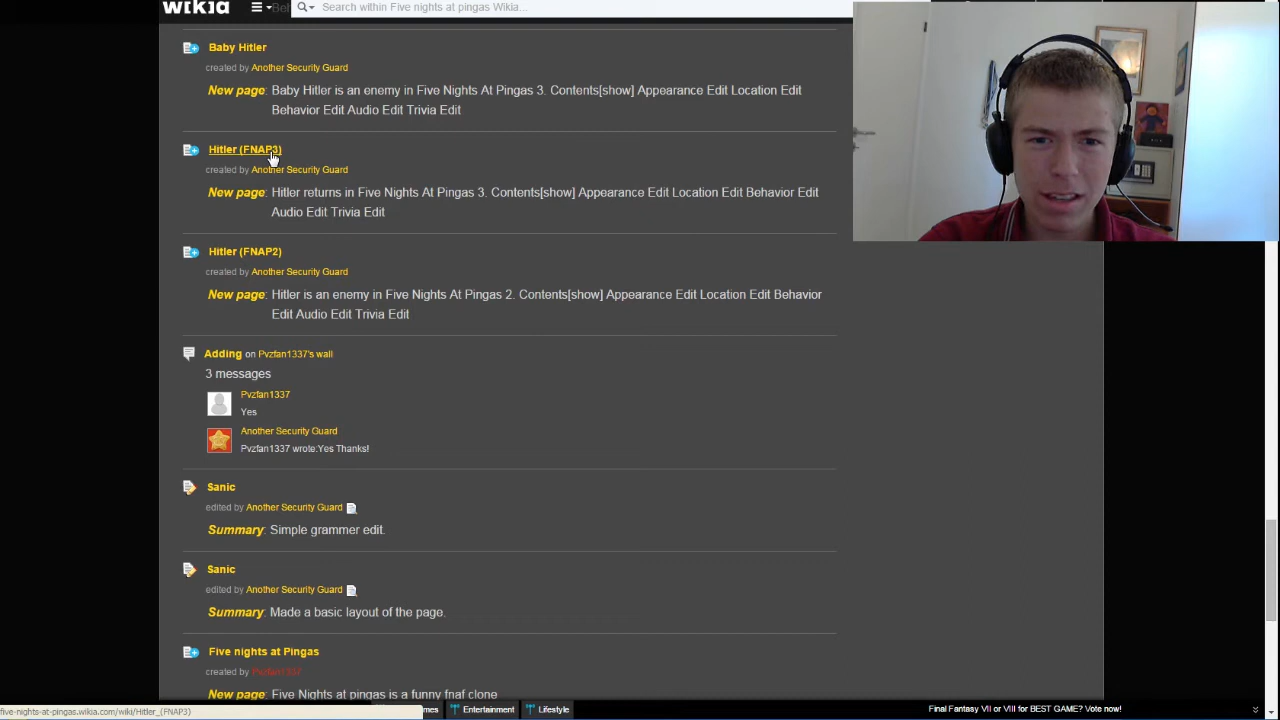 wikia
Search within Five nights at pingas Wikia...
Baby Hitler
created by Another Security Guard
New page: Baby Hitler is an enemy in Five Nights At Pingas 3. Contents[show] Appearance Edit Location Edit
Behavior Edit Audio Edit Trivia Edit
Hitler (FNAP3)
created by Another Security Guard
New page: Hitler returns in Five Nights At Pingas 3. Contents[show] Appearance Edit Location Edit Behavior Edit
Audio Edit Trivia Edit
Hitler (FNAP2)
created by Another Security Guard
New page: Hitler is an enemy in Five Nights At Pingas 2. Contents[show] Appearance Edit Location Edit Behavior
Edit Audio Edit Trivia Edit
Adding on Pvzfan1337's wall
3 messages
Pvzfan1337
Yes
Another Security Guard
Pvzfan1337 wrote:Yes Thanks!
Sanic
edited by Another Security Guard
Summary: Simple grammer edit.
Sanic
edited by Another Security Guard
Summary: Made a basic layout of the page.
Five nights at Pingas
created by Pvzfan1337
New page: Five Nights at pingas is a funny fnaf clone
five-nights-at-pingas.wikia.com/wiki/Hitler_(FNAP3)
Entertainment
Lifestyle
Final Fantasy VII or VIII for BEST GAME? Vote now!